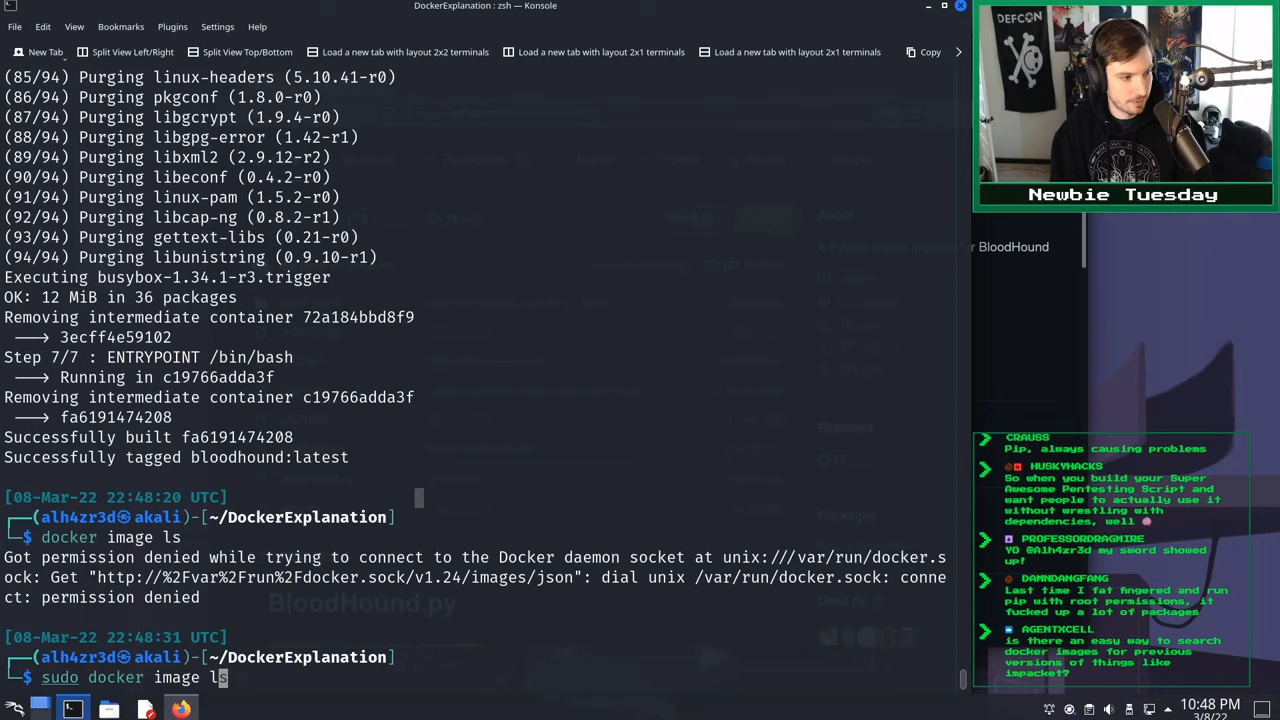 DockerExplanation : zsh — Konsole
File Edit View Bookmarks Plugins Settings Help
New Tab Split View Left/Right Split View Top/Bottom Load a new tab with layout 2x2 terminals Load a new tab with layout 2x1 terminals Load a new tab with layout 2x1 terminals Copy
(85/94) Purging linux-headers (5.10.41-r0)
(86/94) Purging pkgconf (1.8.0-r0)
(87/94) Purging libgcrypt (1.9.4-r0)
(88/94) Purging libgpg-error (1.42-r1)
(89/94) Purging libxml2 (2.9.12-r2)
(90/94) Purging libeconf (0.4.2-r0)
(91/94) Purging linux-pam (1.5.2-r0)
(92/94) Purging libcap-ng (0.8.2-r1)
(93/94) Purging gettext-libs (0.21-r0)
(94/94) Purging libunistring (0.9.10-r1)
Executing busybox-1.34.1-r3.trigger
OK: 12 MiB in 36 packages
Removing intermediate container 72a184bbd8f9
---> 3ecff4e59102
Step 7/7 : ENTRYPOINT /bin/bash
---> Running in c19766adda3f
Removing intermediate container c19766adda3f
---> fa6191474208
Successfully built fa6191474208
Successfully tagged bloodhound:latest
[08-Mar-22 22:48:20 UTC]
┌──(alh4zr3d㉿akali)-[~/DockerExplanation]
└─$ docker image ls
Got permission denied while trying to connect to the Docker daemon socket at unix:///var/run/docker.s
ock: Get "http://%2Fvar%2Frun%2Fdocker.sock/v1.24/images/json": dial unix /var/run/docker.sock: conne
ct: permission denied
[08-Mar-22 22:48:31 UTC]
┌──(alh4zr3d㉿akali)-[~/DockerExplanation]
└─$ sudo docker image ls
DEFCON
Newbie Tuesday
About
for BloodHound
Releases
Packages
CRAUSS
Pip, always causing problems
HUSKYHACKS
So when you build your Super
Awesome Pentesting Script and
want people to actually use it
without wrestling with
dependencies, well
PROFESSORDRAGMIRE
YO @Alh4zr3d my sword showed
up!
DAMNDANGFANG
Last time I fat fingered and run
pip with root permissions, it
fucked up a lot of packages
AGENTXCELL
is there an easy way to search
docker images for previous
versions of things like
impacket?
10:48 PM
3/8/22